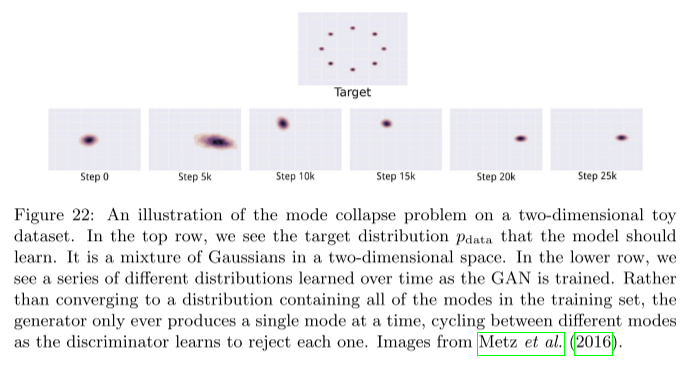 Target
Step 0 Step 5k Step 10k Step 15k Step 20k Step 25k
Figure 22: An illustration of the mode collapse problem on a two-dimensional toy
dataset. In the top row, we see the target distribution pdata that the model should
learn. It is a mixture of Gaussians in a two-dimensional space. In the lower row, we
see a series of different distributions learned over time as the GAN is trained. Rather
than converging to a distribution containing all of the modes in the training set, the
generator only ever produces a single mode at a time, cycling between different modes
as the discriminator learns to reject each one. Images from Metz et al. (2016).